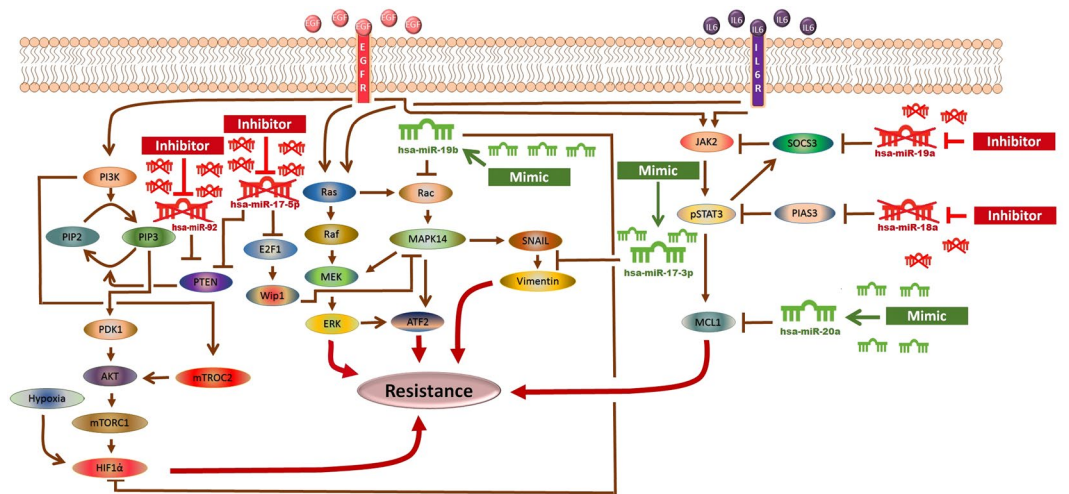 EGF
EGF
EGF
EGF
EGF
IL6
IL6
IL6
IL6
IL6
EGFR
IL6R
Inhibitor
Inhibitor
hsa-miR-19b
Mimic
JAK2
SOCS3
hsa-miR-19a
Inhibitor
PI3K
hsa-miR-17-5p
hsa-miR-92
Ras
Rac
Mimic
pSTAT3
PIAS3
hsa-miR-18a
Inhibitor
PIP2
PIP3
E2F1
Raf
MAPK14
SNAIL
hsa-miR-17-3p
PTEN
Wip1
MEK
Vimentin
PDK1
ERK
ATF2
MCL1
hsa-miR-20a
Mimic
AKT
mTROC2
Hypoxia
Resistance
mTORC1
HIF1ά